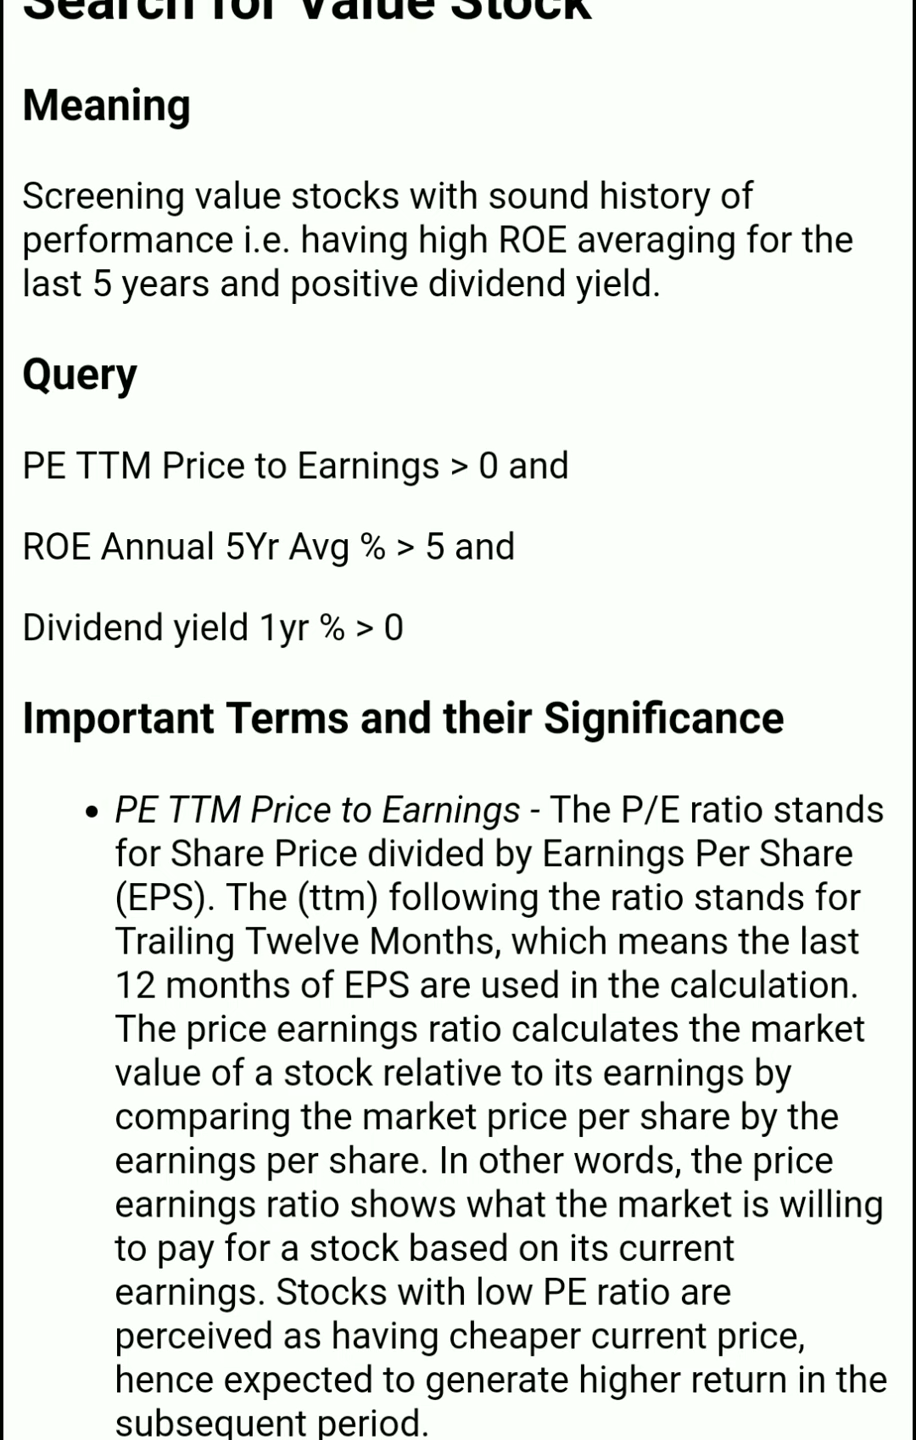 Search for Value Stock
Meaning
Screening value stocks with sound history of
performance i.e. having high ROE averaging for the
last 5 years and positive dividend yield.
Query
PE TTM Price to Earnings > 0 and
ROE Annual 5Yr Avg % > 5 and
Dividend yield 1yr % > 0
Important Terms and their Significance
• PE TTM Price to Earnings - The P/E ratio stands
for Share Price divided by Earnings Per Share
(EPS). The (ttm) following the ratio stands for
Trailing Twelve Months, which means the last
12 months of EPS are used in the calculation.
The price earnings ratio calculates the market
value of a stock relative to its earnings by
comparing the market price per share by the
earnings per share. In other words, the price
earnings ratio shows what the market is willing
to pay for a stock based on its current
earnings. Stocks with low PE ratio are
perceived as having cheaper current price,
hence expected to generate higher return in the
subsequent period.